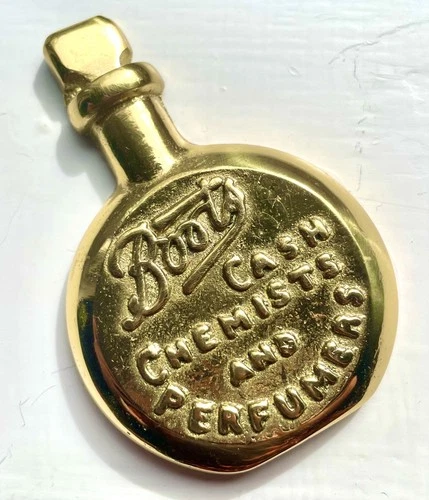 Boots
CASH
CHEMISTS
AND
PERFUMERS